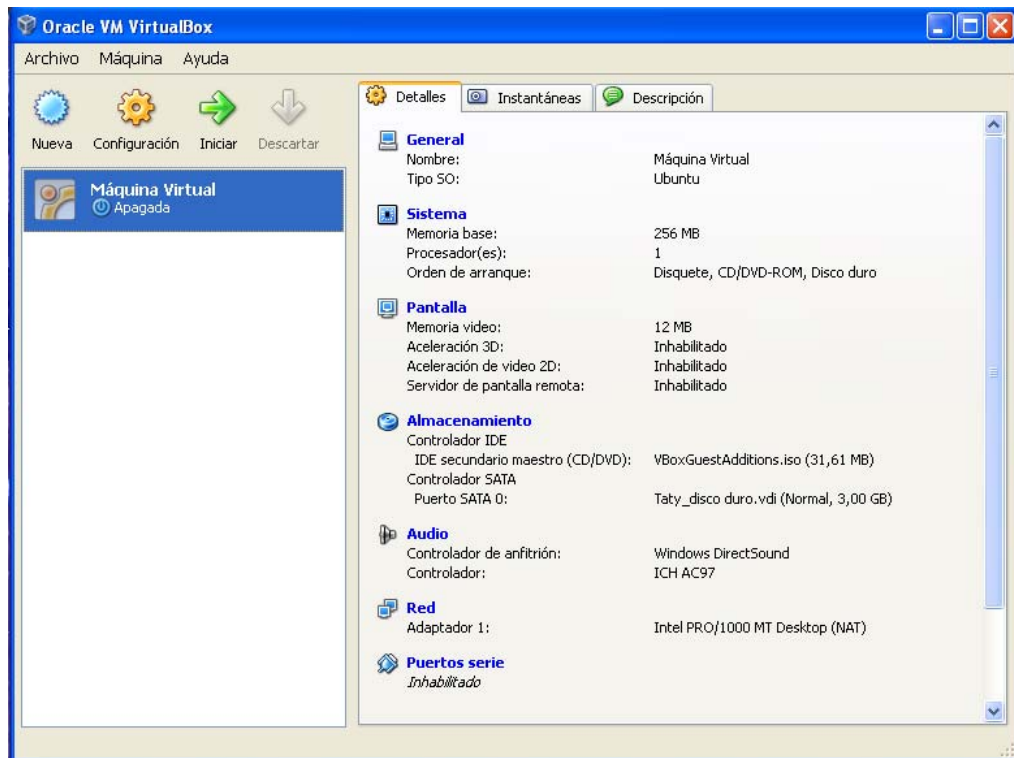 Oracle VM VirtualBox
Archivo Máquina Ayuda
Nueva Configuración Iniciar Descartar
Máquina Virtual
Apagada
Detalles Instantáneas Descripción
General
Nombre: Máquina Virtual
Tipo SO: Ubuntu
Sistema
Memoria base: 256 MB
Procesador(es): 1
Orden de arranque: Disquete, CD/DVD-ROM, Disco duro
Pantalla
Memoria video: 12 MB
Aceleración 3D: Inhabilitado
Aceleración de video 2D: Inhabilitado
Servidor de pantalla remota: Inhabilitado
Almacenamiento
Controlador IDE
IDE secundario maestro (CD/DVD): VBoxGuestAdditions.iso (31,61 MB)
Controlador SATA
Puerto SATA 0: Taty_disco duro.vdi (Normal, 3,00 GB)
Audio
Controlador de anfitrión: Windows DirectSound
Controlador: ICH AC97
Red
Adaptador 1: Intel PRO/1000 MT Desktop (NAT)
Puertos serie
Inhabilitado